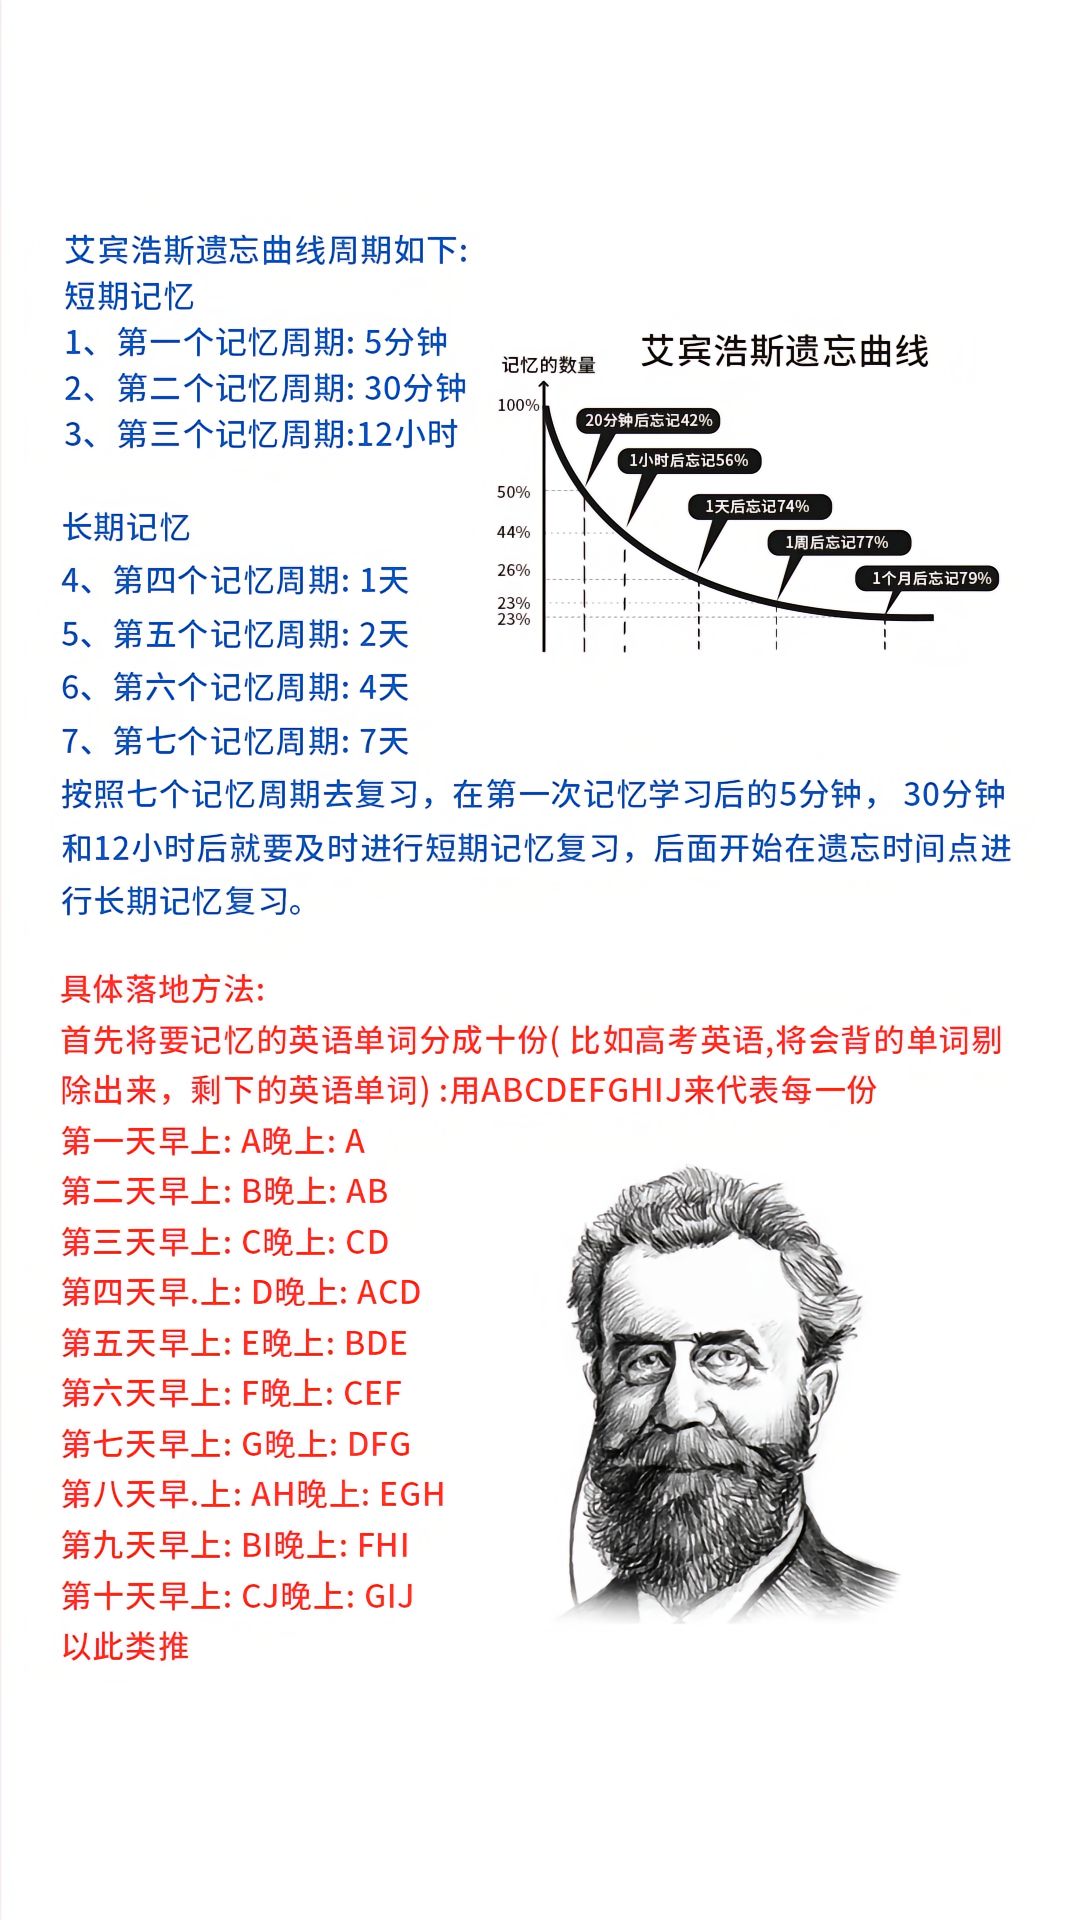 艾宾浩斯遗忘曲线周期如下:
短期记忆
1、第一个记忆周期: 5分钟
2、第二个记忆周期: 30分钟
3、第三个记忆周期:12小时
长期记忆
4、第四个记忆周期: 1天
5、第五个记忆周期: 2天
6、第六个记忆周期: 4天
7、第七个记忆周期: 7天
艾宾浩斯遗忘曲线
记忆的数量
100%
50%
44%
26%
23%
23%
20分钟后忘记42%
1小时后忘记56%
1天后忘记74%
1周后忘记77%
1个月后忘记79%
按照七个记忆周期去复习，在第一次记忆学习后的5分钟， 30分钟
和12小时后就要及时进行短期记忆复习，后面开始在遗忘时间点进
行长期记忆复习。
具体落地方法:
首先将要记忆的英语单词分成十份( 比如高考英语,将会背的单词剔
除出来，剩下的英语单词) :用ABCDEFGHIJ来代表每一份
第一天早上: A晚上: A
第二天早上: B晚上: AB
第三天早上: C晚上: CD
第四天早.上: D晚上: ACD
第五天早上: E晚上: BDE
第六天早上: F晚上: CEF
第七天早上: G晚上: DFG
第八天早.上: AH晚上: EGH
第九天早上: BI晚上: FHI
第十天早上: CJ晚上: GIJ
以此类推